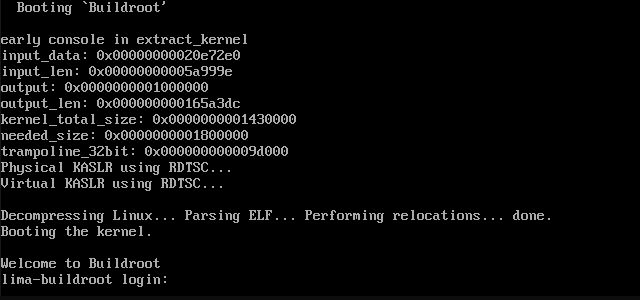 Booting `Buildroot'
early console in extract_kernel
input_data: 0x00000000020e72e0
input_len: 0x00000000005a999e
output: 0x0000000001000000
output_len: 0x000000000165a3dc
kernel_total_size: 0x0000000001430000
needed_size: 0x0000000001800000
trampoline_32bit: 0x000000000009d000
Physical KASLR using RDTSC...
Virtual KASLR using RDTSC...
Decompressing Linux... Parsing ELF... Performing relocations... done.
Booting the kernel.
Welcome to Buildroot
lima-buildroot login: